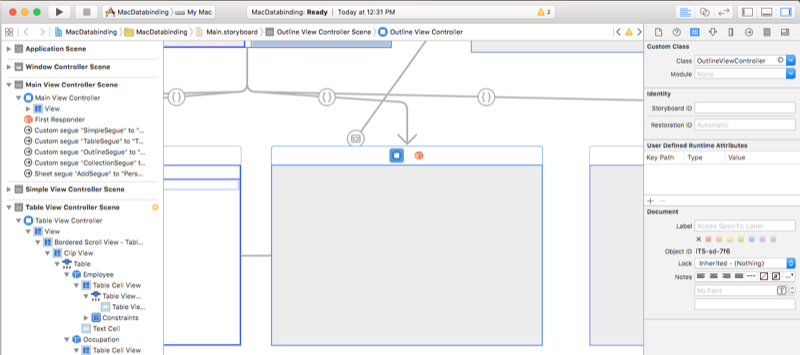 MacDatabinding > My Mac
MacDatabinding: Ready | Today at 12:31 PM
2
MacDatabinding > MacDatabinding > Main.storyboard > Outline View Controller Scene > Outline View Controller
Application Scene
Window Controller Scene
Main View Controller Scene
Main View Controller
View
First Responder
Custom segue "SimpleSegue" to "...
Custom segue "TableSegue" to "T...
Custom segue "OutlineSegue" to "...
Custom segue "CollectionSegue" t...
Sheet segue "AddSegue" to "Pers...
Simple View Controller Scene
Table View Controller Scene
Table View Controller
View
Bordered Scroll View - Tabl...
Clip View
Table
Employee
Table Cell View
Table View...
Table Vie...
Constraints
Text Cell
Occupation
Table Cell View
{}
{}
{}
Custom Class
Class OutlineViewController
Module None
Identity
Storyboard ID
Restoration ID Automatic
User Defined Runtime Attributes
Key Path Type Value
Document
Label Xcode Specific Label
Object ID IT5-sd-7f6
Lock Inherited - (Nothing)
Notes
No Font